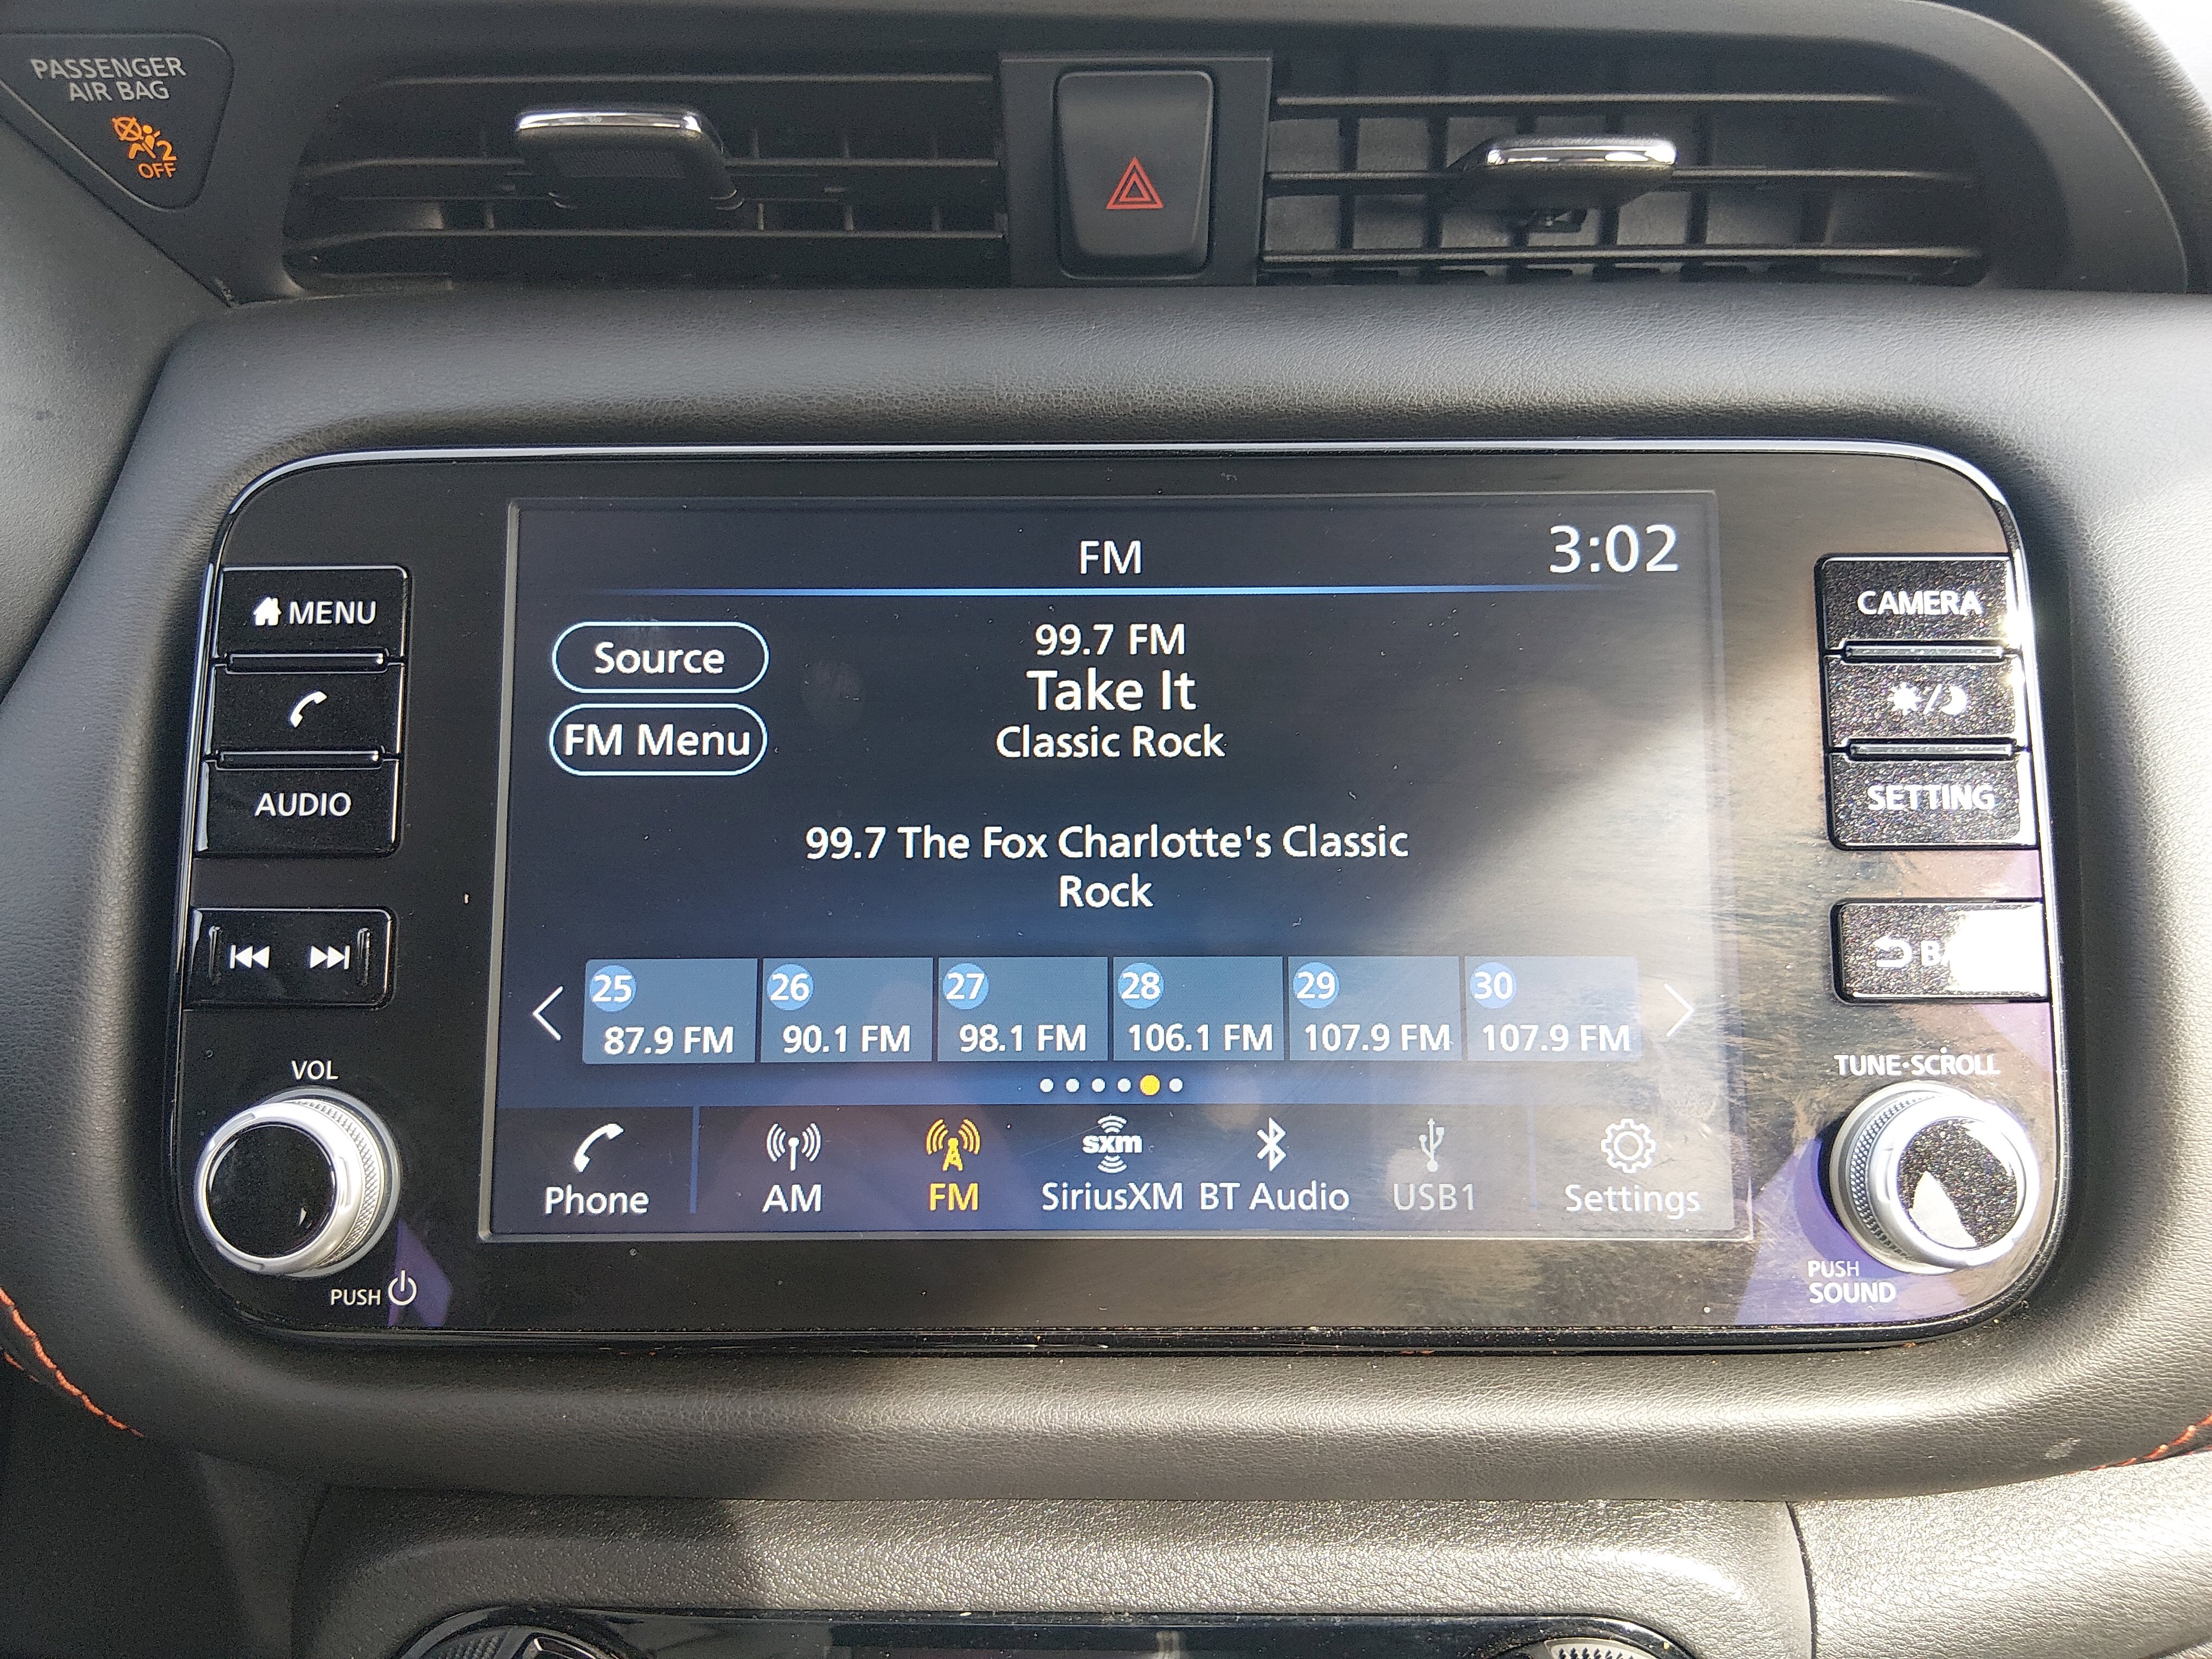 PASSENGER
AIR BAG
2
OFF
FM
3:02
MENU
AUDIO
VOL
PUSH
Source
FM Menu
99.7 FM
Take It
Classic Rock
99.7 The Fox Charlotte's Classic
Rock
25 26 27 28 29 30
87.9 FM 90.1 FM 98.1 FM 106.1 FM 107.9 FM 107.9 FM
sxm
Phone AM FM SiriusXM BT Audio USB1 Settings
CAMERA
SETTING
TUNE·SCROLL
PUSH
SOUND